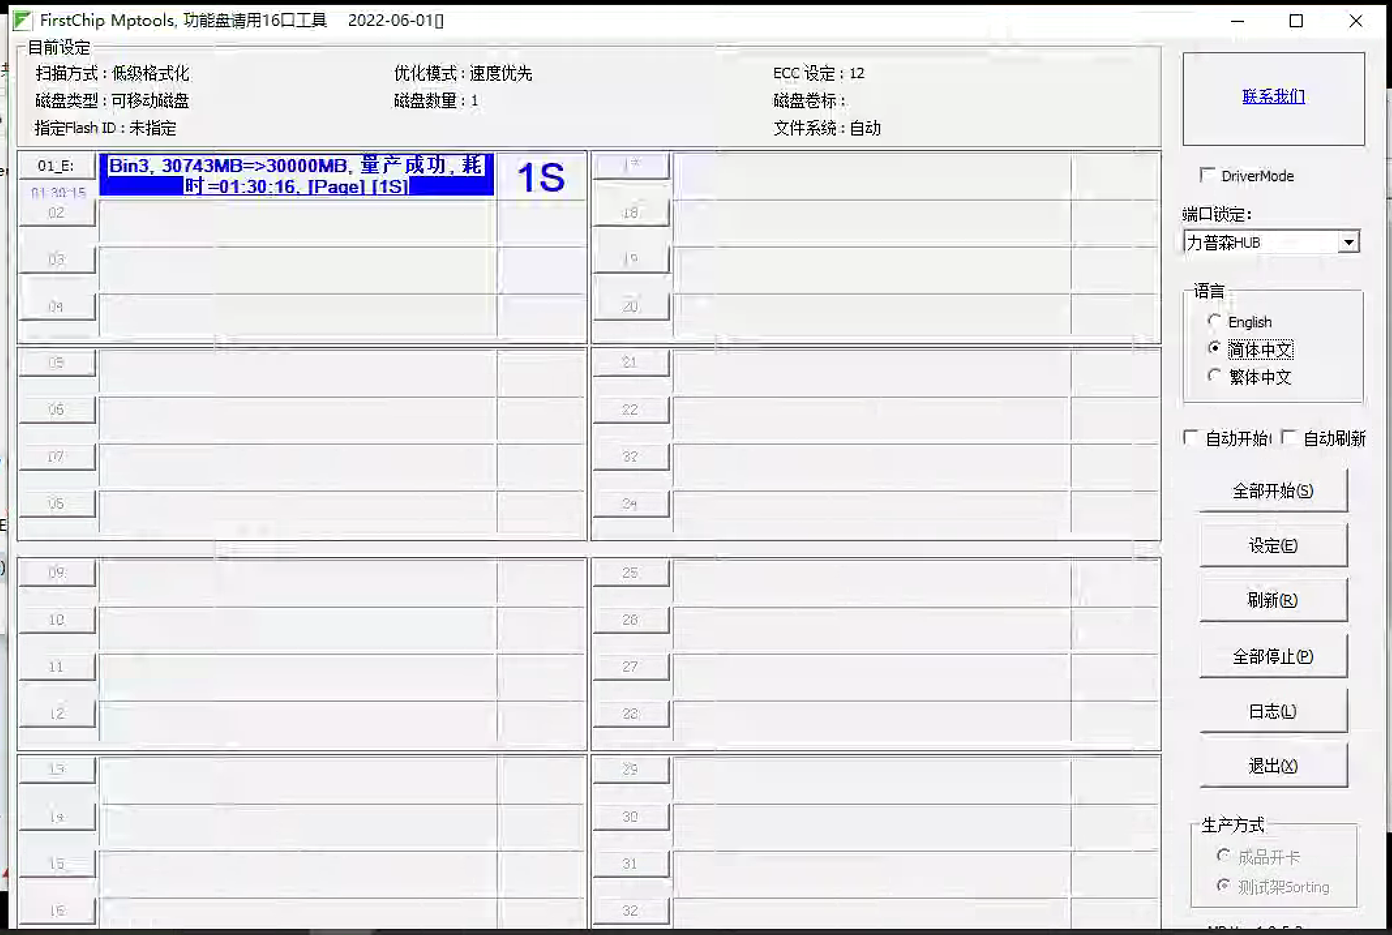 FirstChip Mptools, 功能盘请用16口工具 2022-06-01[]
目前设定
扫描方式 : 低级格式化
优化模式 : 速度优先
ECC 设定 : 12
磁盘类型 : 可移动磁盘
磁盘数量 : 1
磁盘卷标 :
指定Flash ID : 未指定
文件系统 : 自动
联系我们
01_E:
Bin3, 30743MB=>30000MB, 量产成功, 耗
时=01:30:16, [Page] [1S]
1S
01:30:15
02
18
03
19
04
20
05
21
06
22
07
24
09
25
10
11
27
12
13
29
14
30
15
31
16
32
DriverMode
端口锁定:
力普森HUB
语言
English
简体中文
繁体中文
自动开始
自动刷新
全部开始(S)
设定(E)
刷新(R)
全部停止(P)
日志(L)
退出(X)
生产方式
成品开卡
测试架Sorting